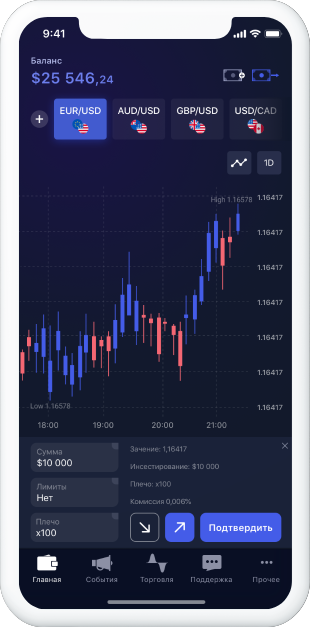 9:41
Баланс
$25 546,24
EUR/USD AUD/USD GBP/USD USD/CAD
1D
High 1.16578
1.16417
1.16417
1.16417
1.16417
1.16417
1.16417
1.16417
Low 1.16578
18:00 19:00 20:00 21:00
Сумма
$10 000
Лимиты
Нет
Плечо
x100
Зачение: 1,16417
Инсестирование: $10 000
Плечо: x100
Комиссия 0,006%
Подтвердить
Главная События Торговля Поддержка Прочее